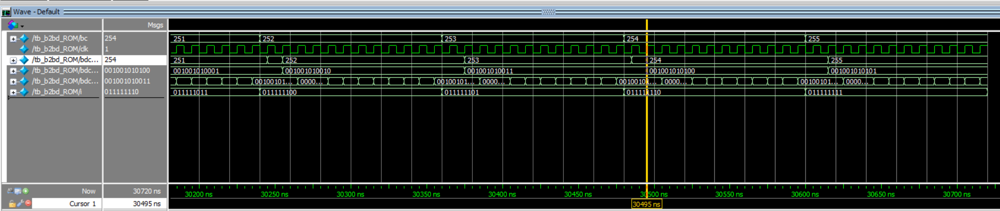 Wave - Default
Msgs
/tb_b2bd_ROM/bc 254 251 252 253 254 255
/tb_b2bd_ROM/clk 1
/tb_b2bd_ROM/bdc... 254 251 252 253 254 255
/tb_b2bd_ROM/bdc... 001001010100 001001010001 001001010010 001001010011 001001010100 001001010101
/tb_b2bd_ROM/bdc... 001001010011 00100101... 0000... 00100101... 0000... 00100101... 0000... 00100101... 0000...
/tb_b2bd_ROM/i 011111110 011111011 011111100 011111101 011111110 011111111
Now 30720 ns 30200 ns 30250 ns 30300 ns 30350 ns 30400 ns 30450 ns 30500 ns 30550 ns 30600 ns 30650 ns 30700 ns
Cursor 1 30495 ns 30495 ns